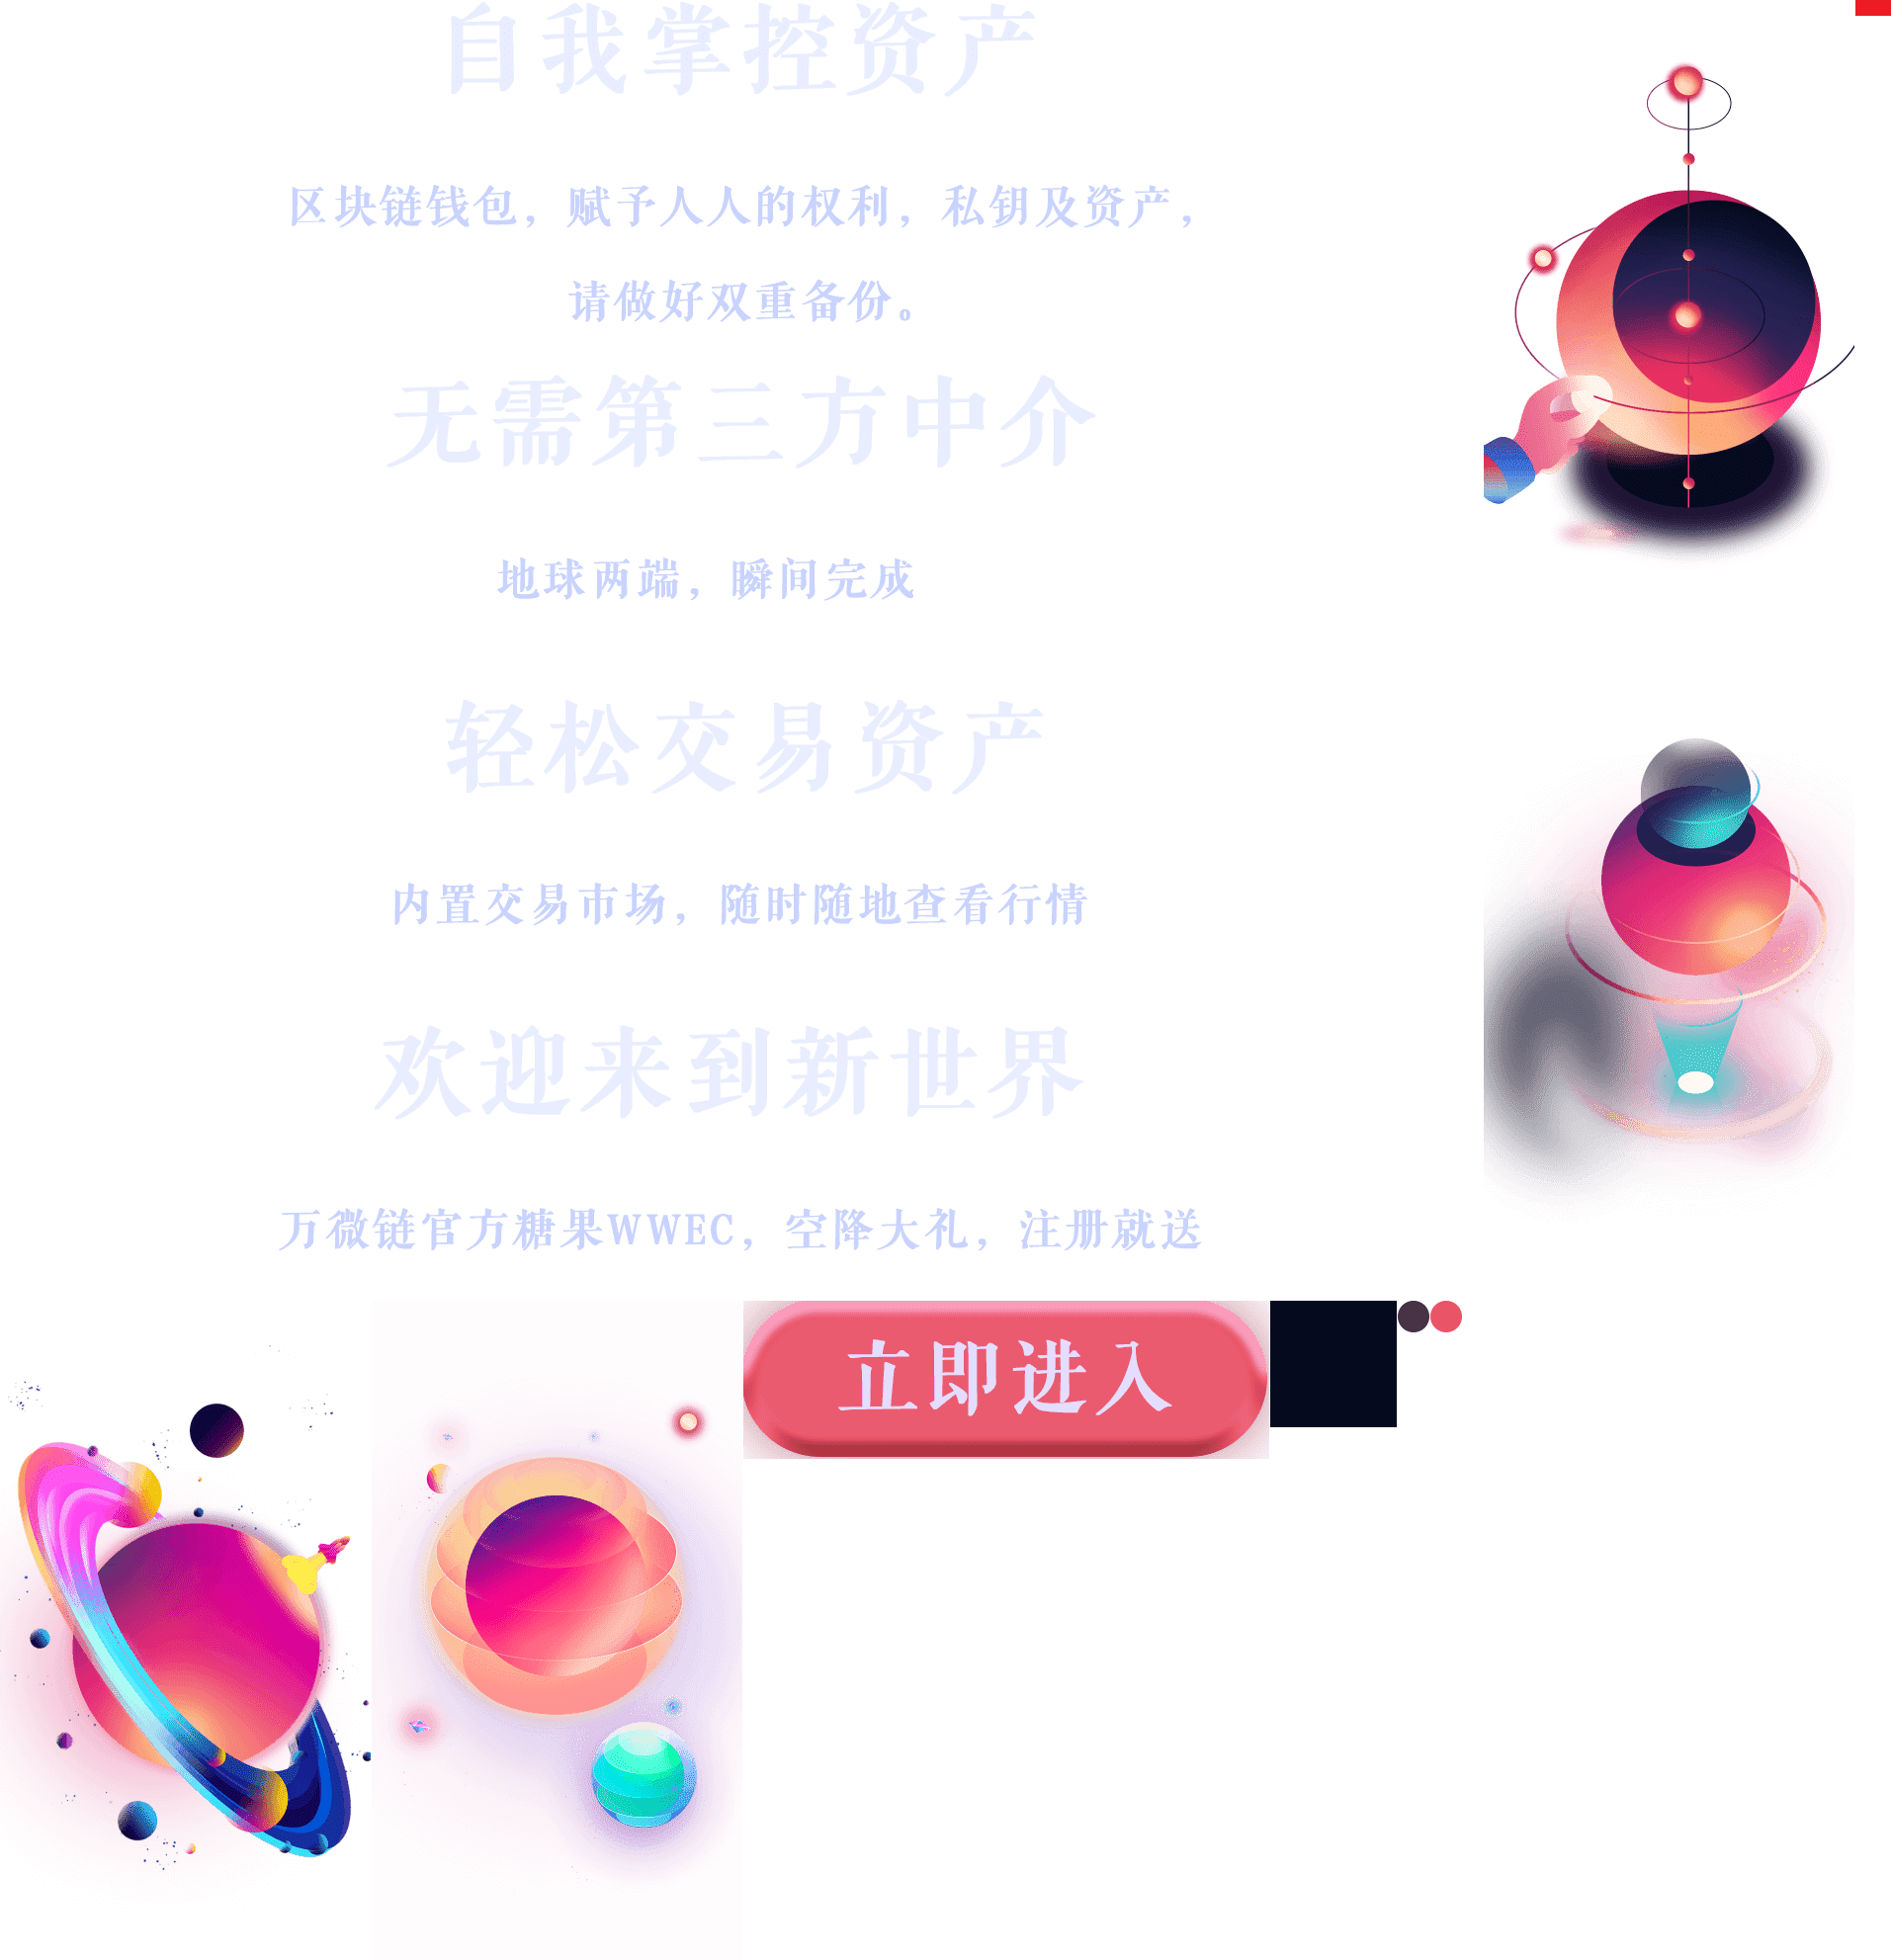 自我掌控资产
区块链钱包，赋予人人的权利，私钥及资产，
请做好双重备份。
无需第三方中介
地球两端，瞬间完成
轻松交易资产
内置交易市场，随时随地查看行情
欢迎来到新世界
万微链官方糖果WWEC，空降大礼，注册就送
立即进入